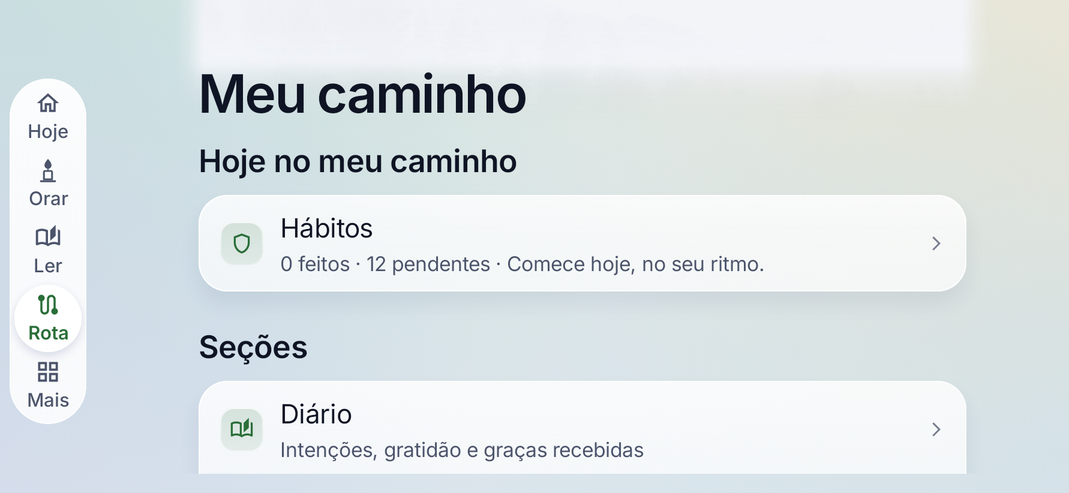 Hoje
Orar
Ler
Rota
Mais
Meu caminho
Hoje no meu caminho
Hábitos
0 feitos · 12 pendentes · Comece hoje, no seu ritmo.
Seções
Diário
Intenções, gratidão e graças recebidas